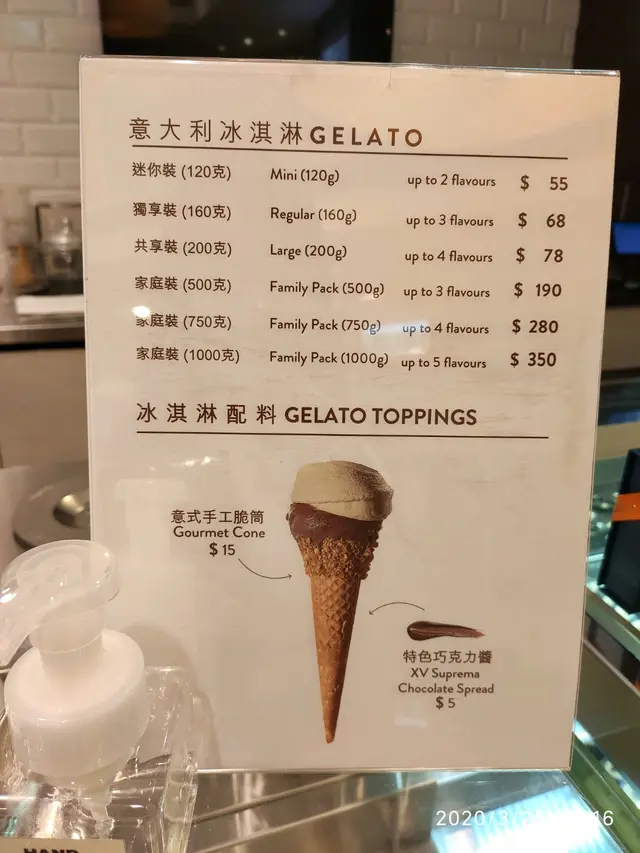 意大利冰淇淋 GELATO
迷你裝 (120克) Mini (120g) up to 2 flavours $ 55
獨享裝 (160克) Regular (160g) up to 3 flavours $ 68
共享裝 (200克) Large (200g) up to 4 flavours $ 78
家庭裝 (500克) Family Pack (500g) up to 3 flavours $ 190
家庭裝 (750克) Family Pack (750g) up to 4 flavours $ 280
家庭裝 (1000克) Family Pack (1000g) up to 5 flavours $ 350
冰淇淋配料 GELATO TOPPINGS
意式手工脆筒
Gourmet Cone
$ 15
特色巧克力醬
XV Suprema
Chocolate Spread
$ 5
HAND